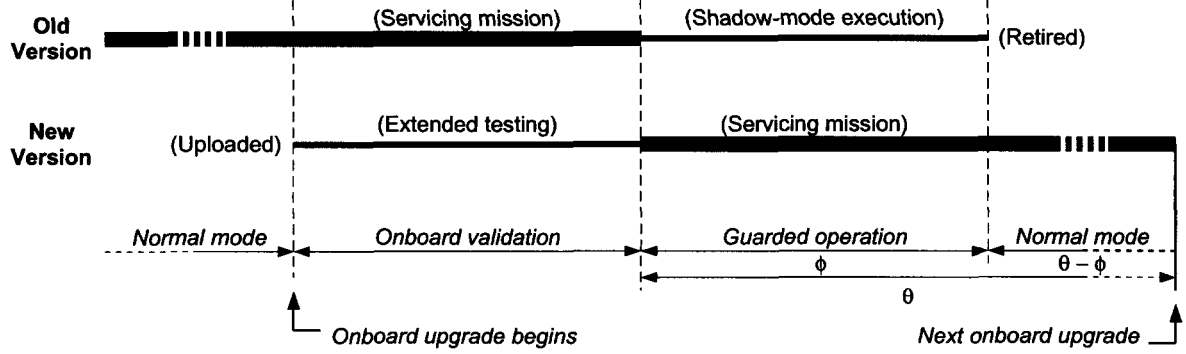 Old
Version
(Servicing mission)
(Shadow-mode execution)
(Retired)
New
Version
(Uploaded)
(Extended testing)
(Servicing mission)
Normal mode
Onboard validation
Guarded operation
Normal mode
ϕ
θ – ϕ
θ
Onboard upgrade begins
Next onboard upgrade